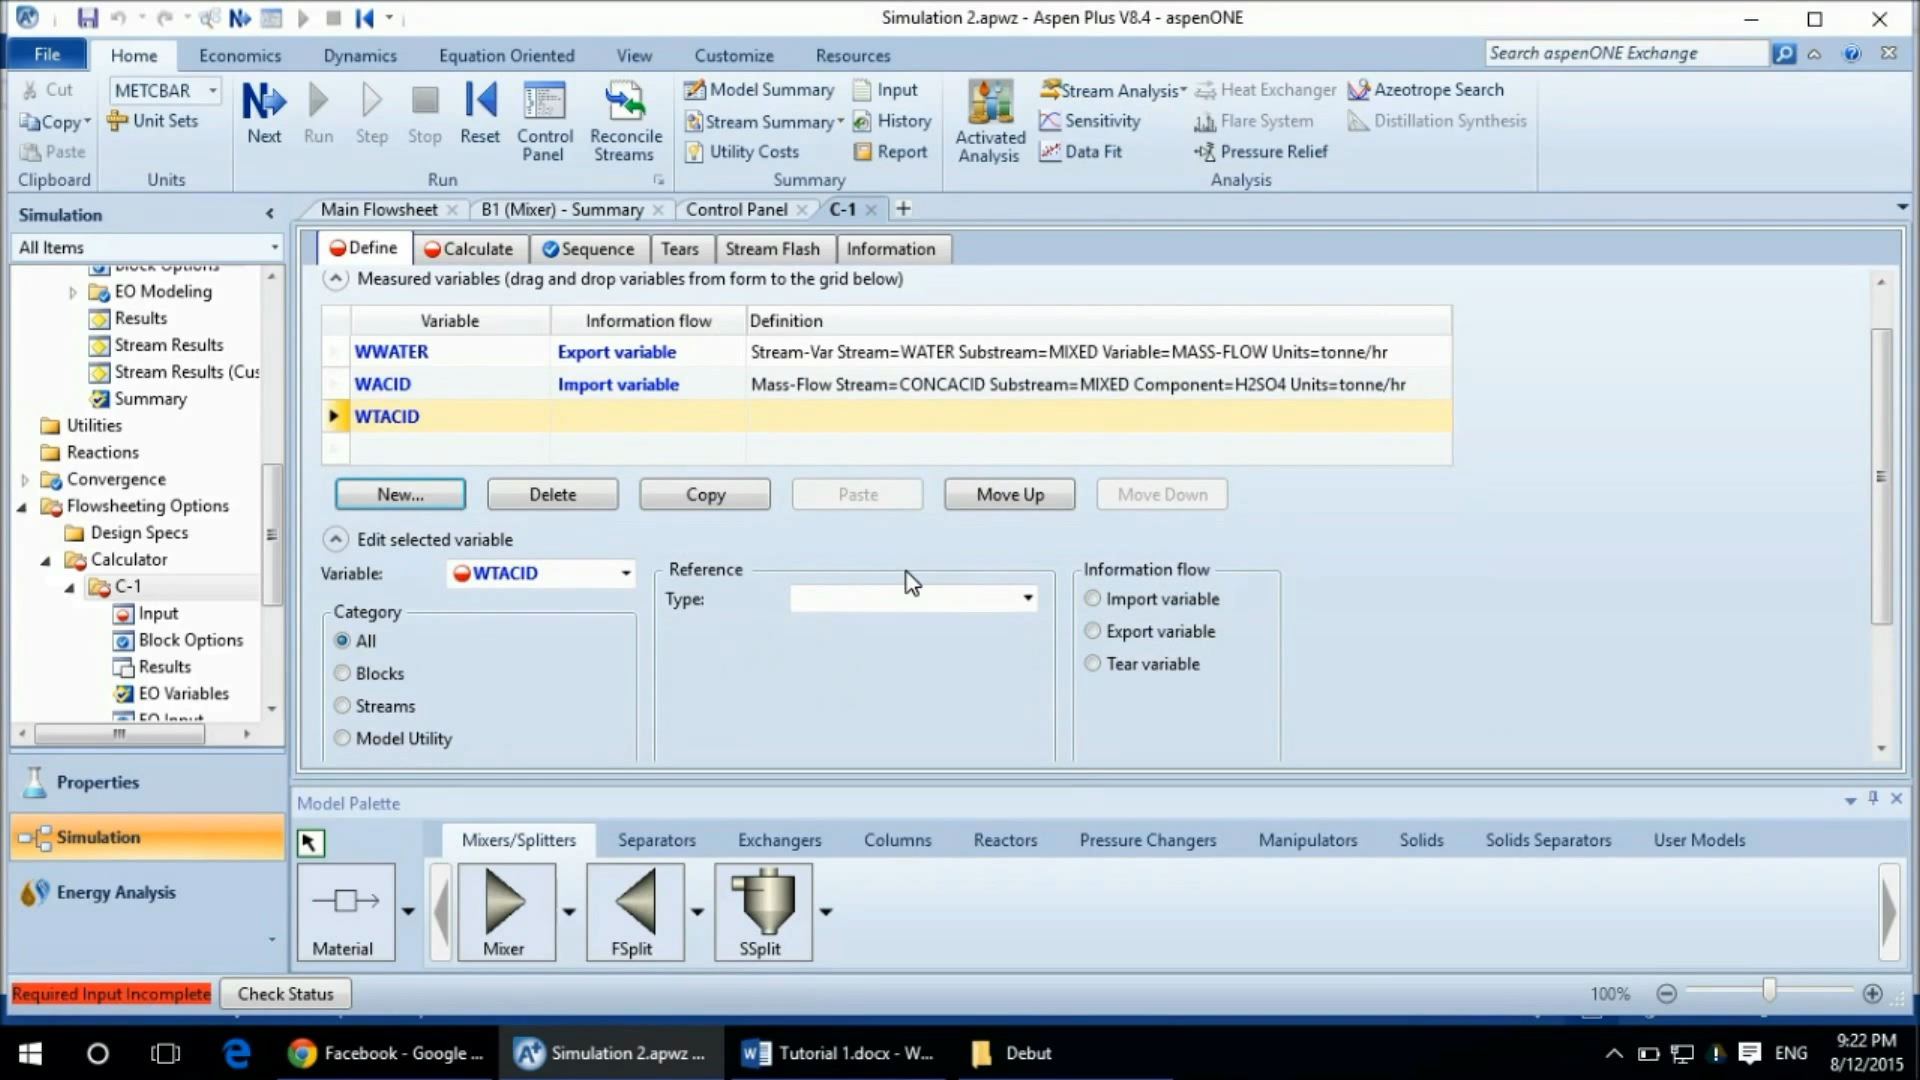 Simulation 2.apwz - Aspen Plus V8.4 - aspenONE
File
Home
Economics
Dynamics
Equation Oriented
View
Customize
Resources
Search aspenONE Exchange
Cut
Copy
Paste
Clipboard
METCBAR
Unit Sets
Units
Next
Run
Step
Stop
Reset
Control Panel
Reconcile Streams
Run
Model Summary
Stream Summary
Utility Costs
Input
History
Report
Summary
Activated Analysis
Stream Analysis
Sensitivity
Data Fit
Heat Exchanger
Flare System
Pressure Relief
Azeotrope Search
Distillation Synthesis
Analysis
Simulation
All Items
Block Options
EO Modeling
Results
Stream Results
Stream Results (Cus
Summary
Utilities
Reactions
Convergence
Flowsheeting Options
Design Specs
Calculator
C-1
Input
Block Options
Results
EO Variables
EO Input
Properties
Simulation
Energy Analysis
Main Flowsheet
B1 (Mixer) - Summary
Control Panel
C-1
Define
Calculate
Sequence
Tears
Stream Flash
Information
Measured variables (drag and drop variables from form to the grid below)
Variable Information flow Definition
WWATER Export variable Stream-Var Stream=WATER Substream=MIXED Variable=MASS-FLOW Units=tonne/hr
WACID Import variable Mass-Flow Stream=CONCACID Substream=MIXED Component=H2SO4 Units=tonne/hr
WTACID
New... Delete Copy Paste Move Up Move Down
Edit selected variable
Variable: WTACID
Category
All
Blocks
Streams
Model Utility
Reference
Type:
Information flow
Import variable
Export variable
Tear variable
Model Palette
Mixers/Splitters Separators Exchangers Columns Reactors Pressure Changers Manipulators Solids Solids Separators User Models
Material
Mixer
FSplit
SSplit
Required Input Incomplete
Check Status
100%
Facebook - Google ...
Simulation 2.apwz ...
Tutorial 1.docx - W...
Debut
ENG
9:22 PM
8/12/2015